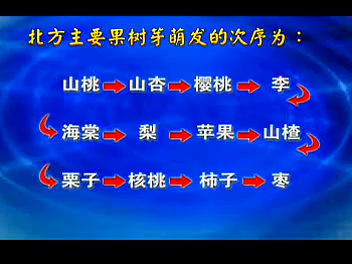 北方主要果树芽萌发的次序为：
山桃 山杏 樱桃 李
海棠 梨 苹果 山楂
栗子 核桃 柿子 枣